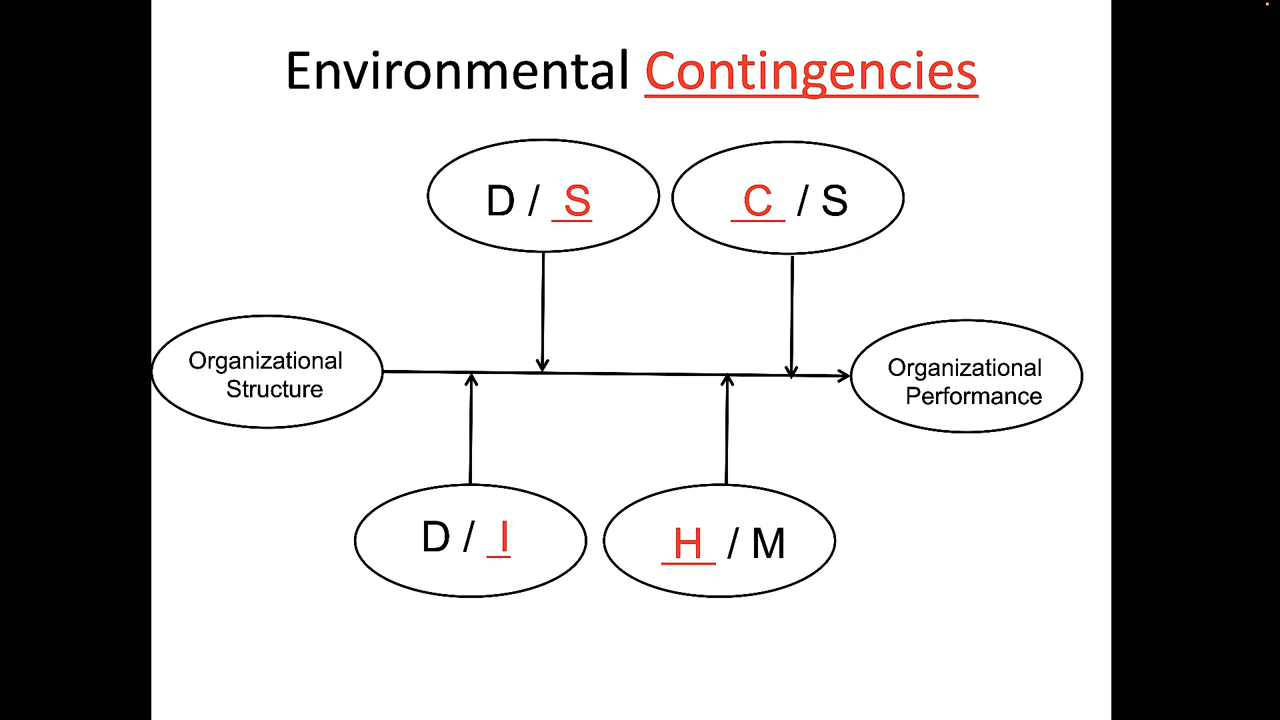 Environmental Contingencies
D / S
C / S
Organizational
Structure
Organizational
Performance
D / I
H / M